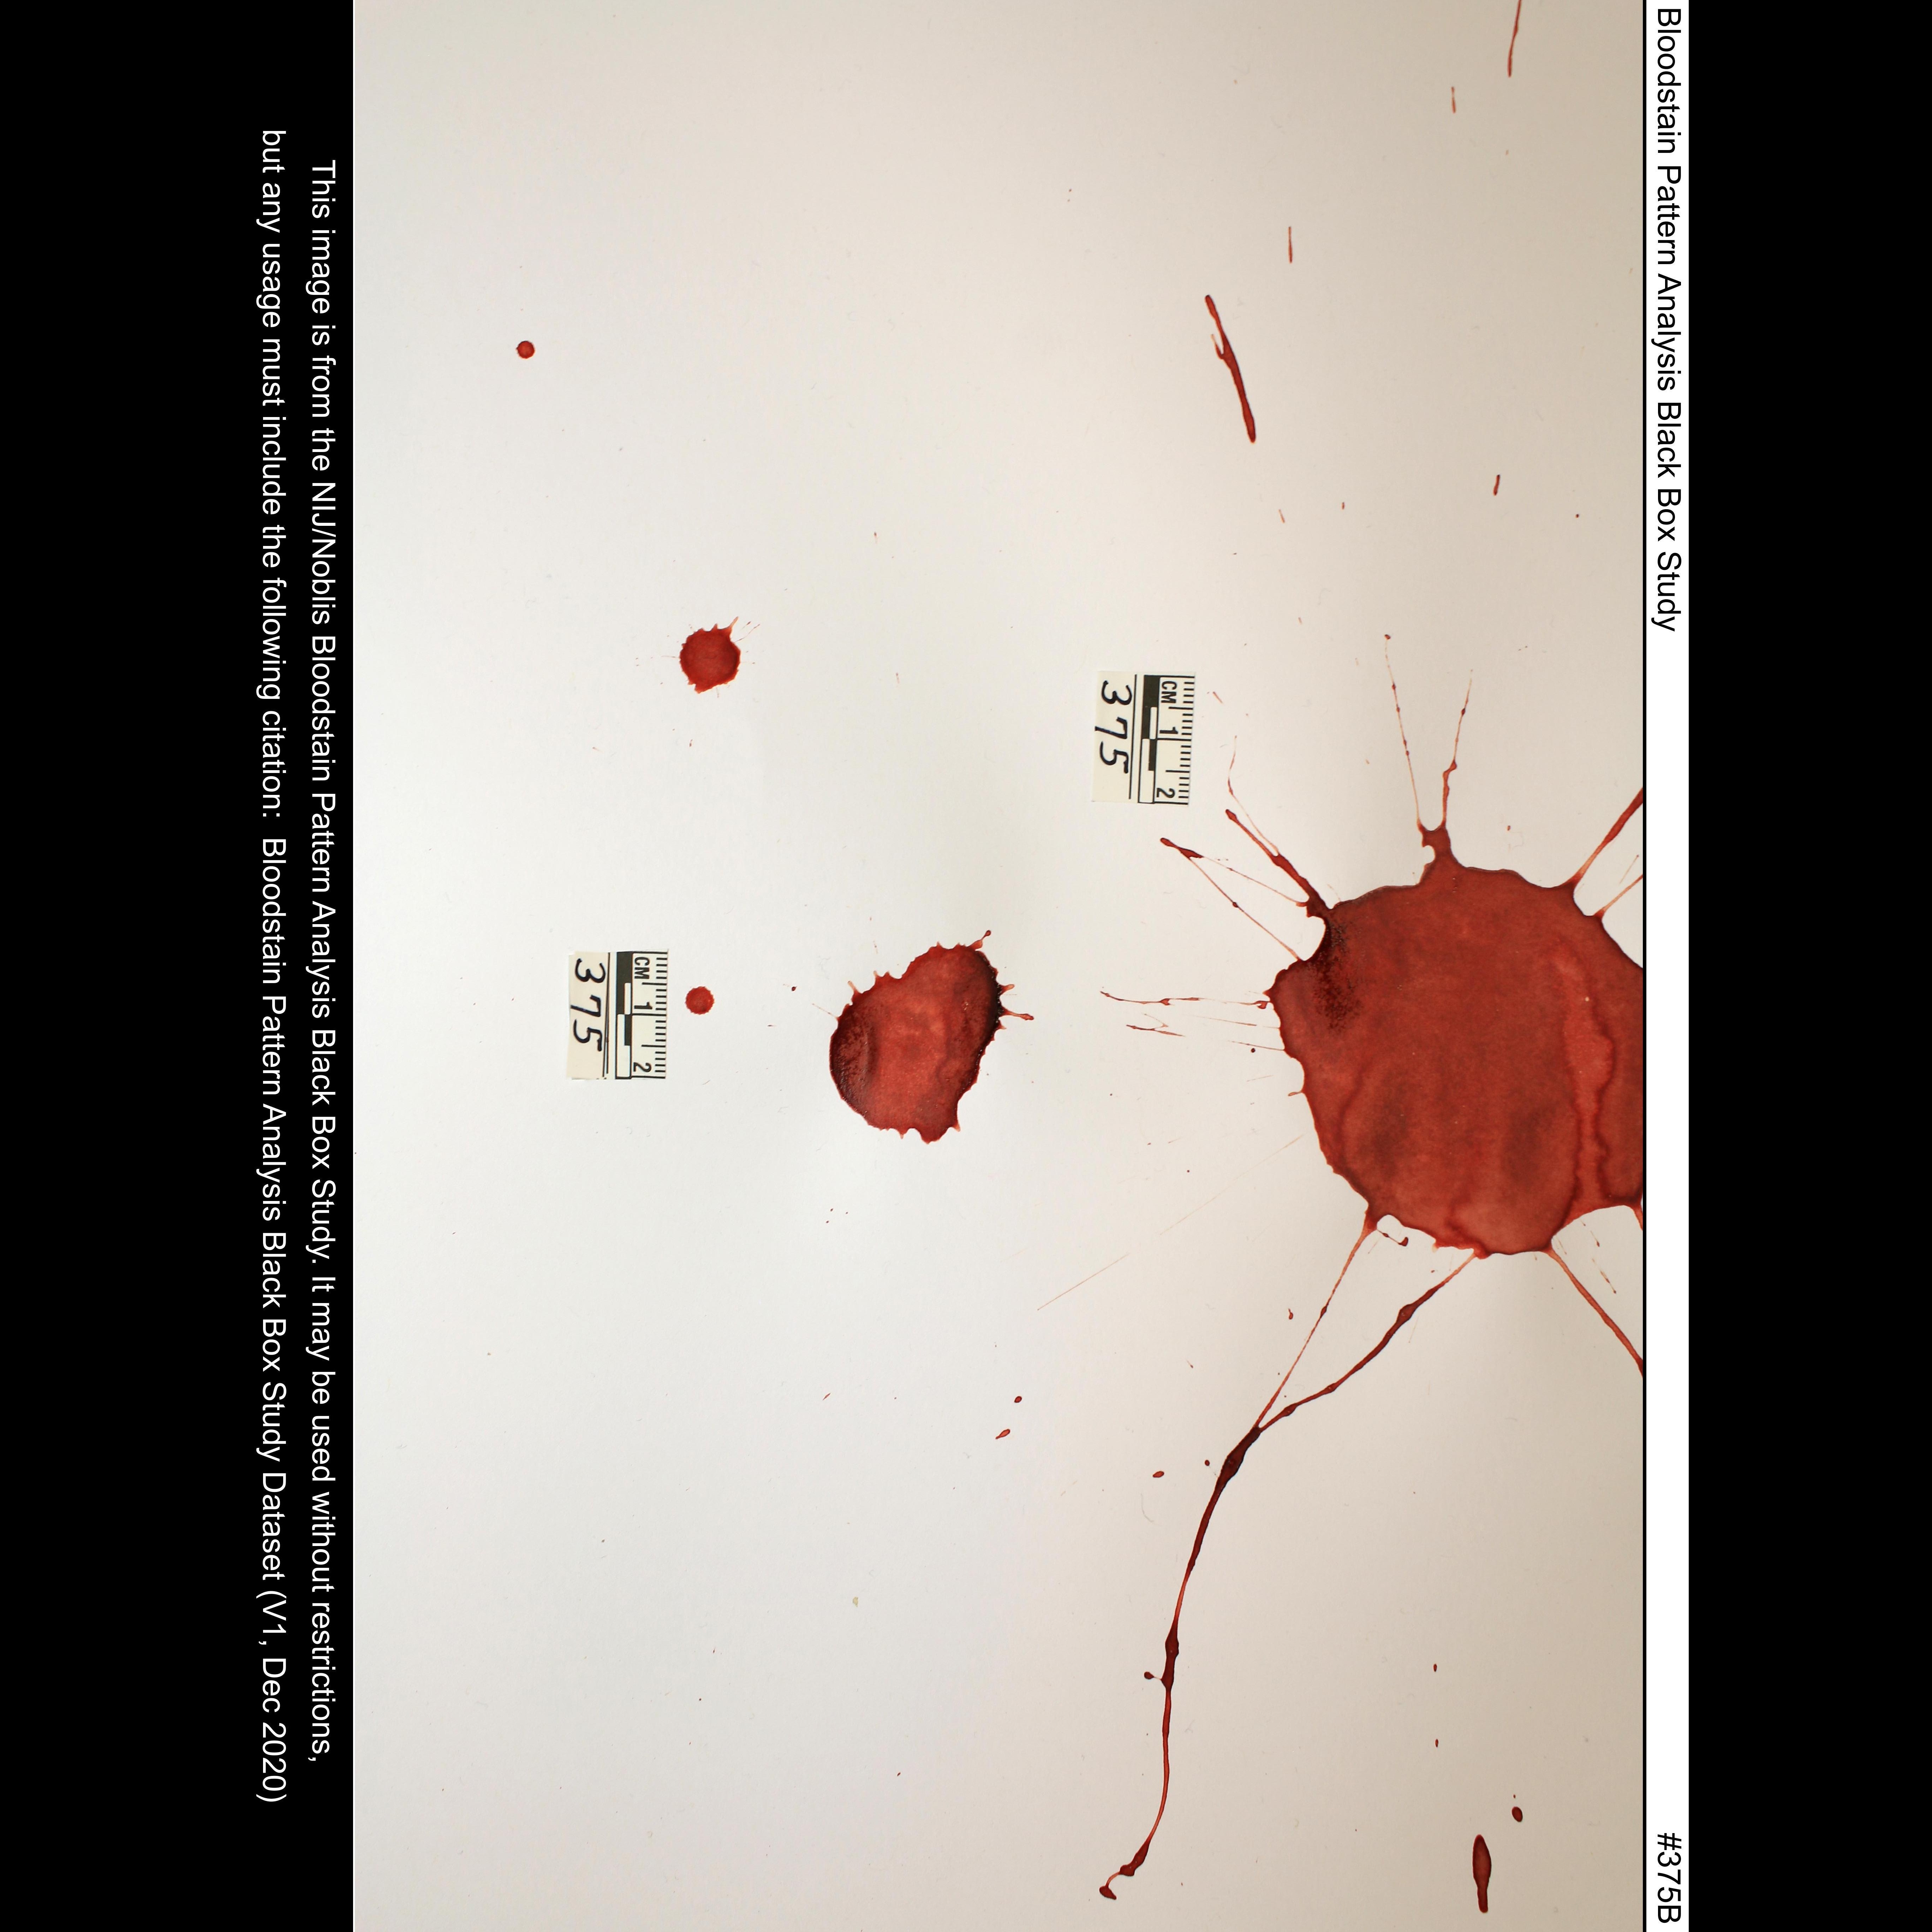 Bloodstain Pattern Analysis Black Box Study #375B
CM 1 2
375
CM 1 2
375
This image is from the NIJ/Noblis Bloodstain Pattern Analysis Black Box Study. It may be used without restrictions,
but any usage must include the following citation: Bloodstain Pattern Analysis Black Box Study Dataset (V1, Dec 2020)